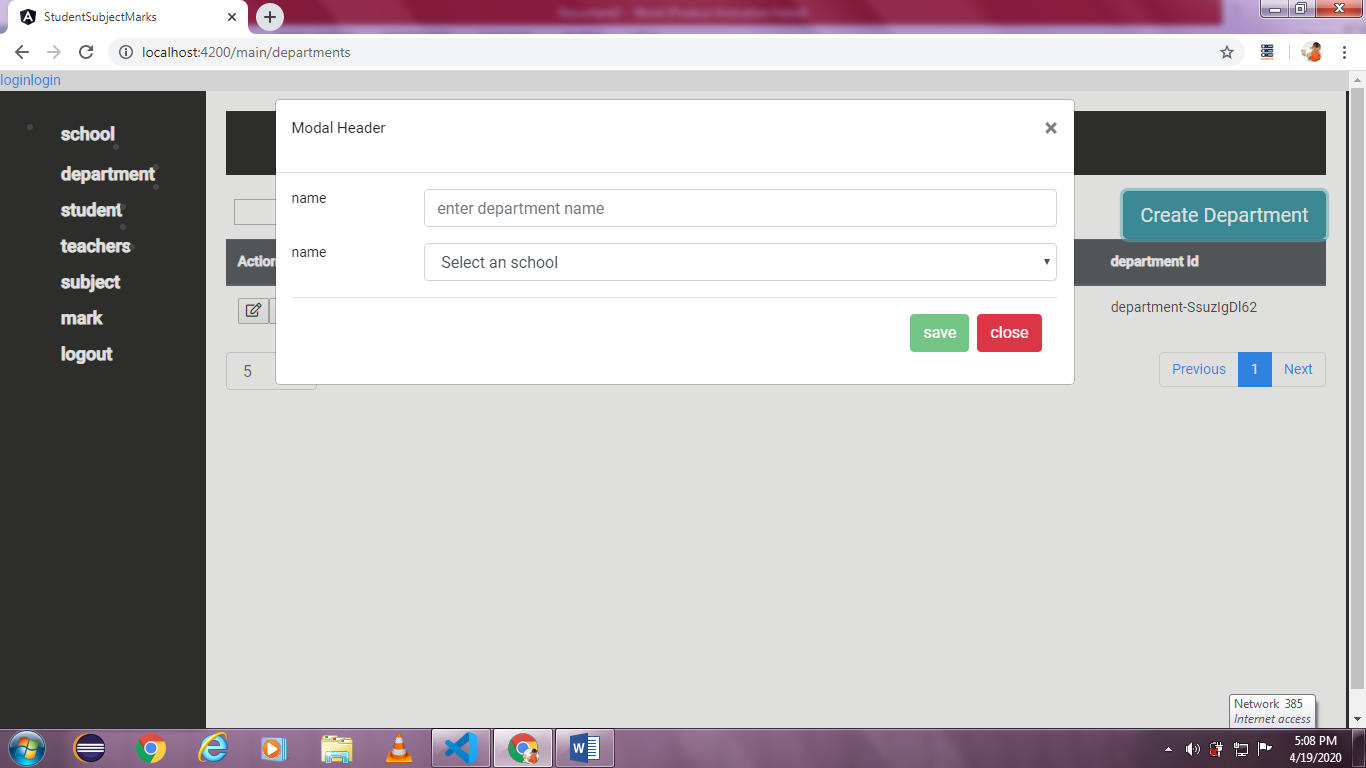 StudentSubjectMarks
localhost:4200/main/departments
loginlogin
school
department
student
teachers
subject
mark
logout
Modal Header
×
name
enter department name
name
Select an school
save
close
Create Department
Action
department id
department-SsuzIgDl62
5
Previous
1
Next
Network 385
Internet access
5:08 PM
4/19/2020